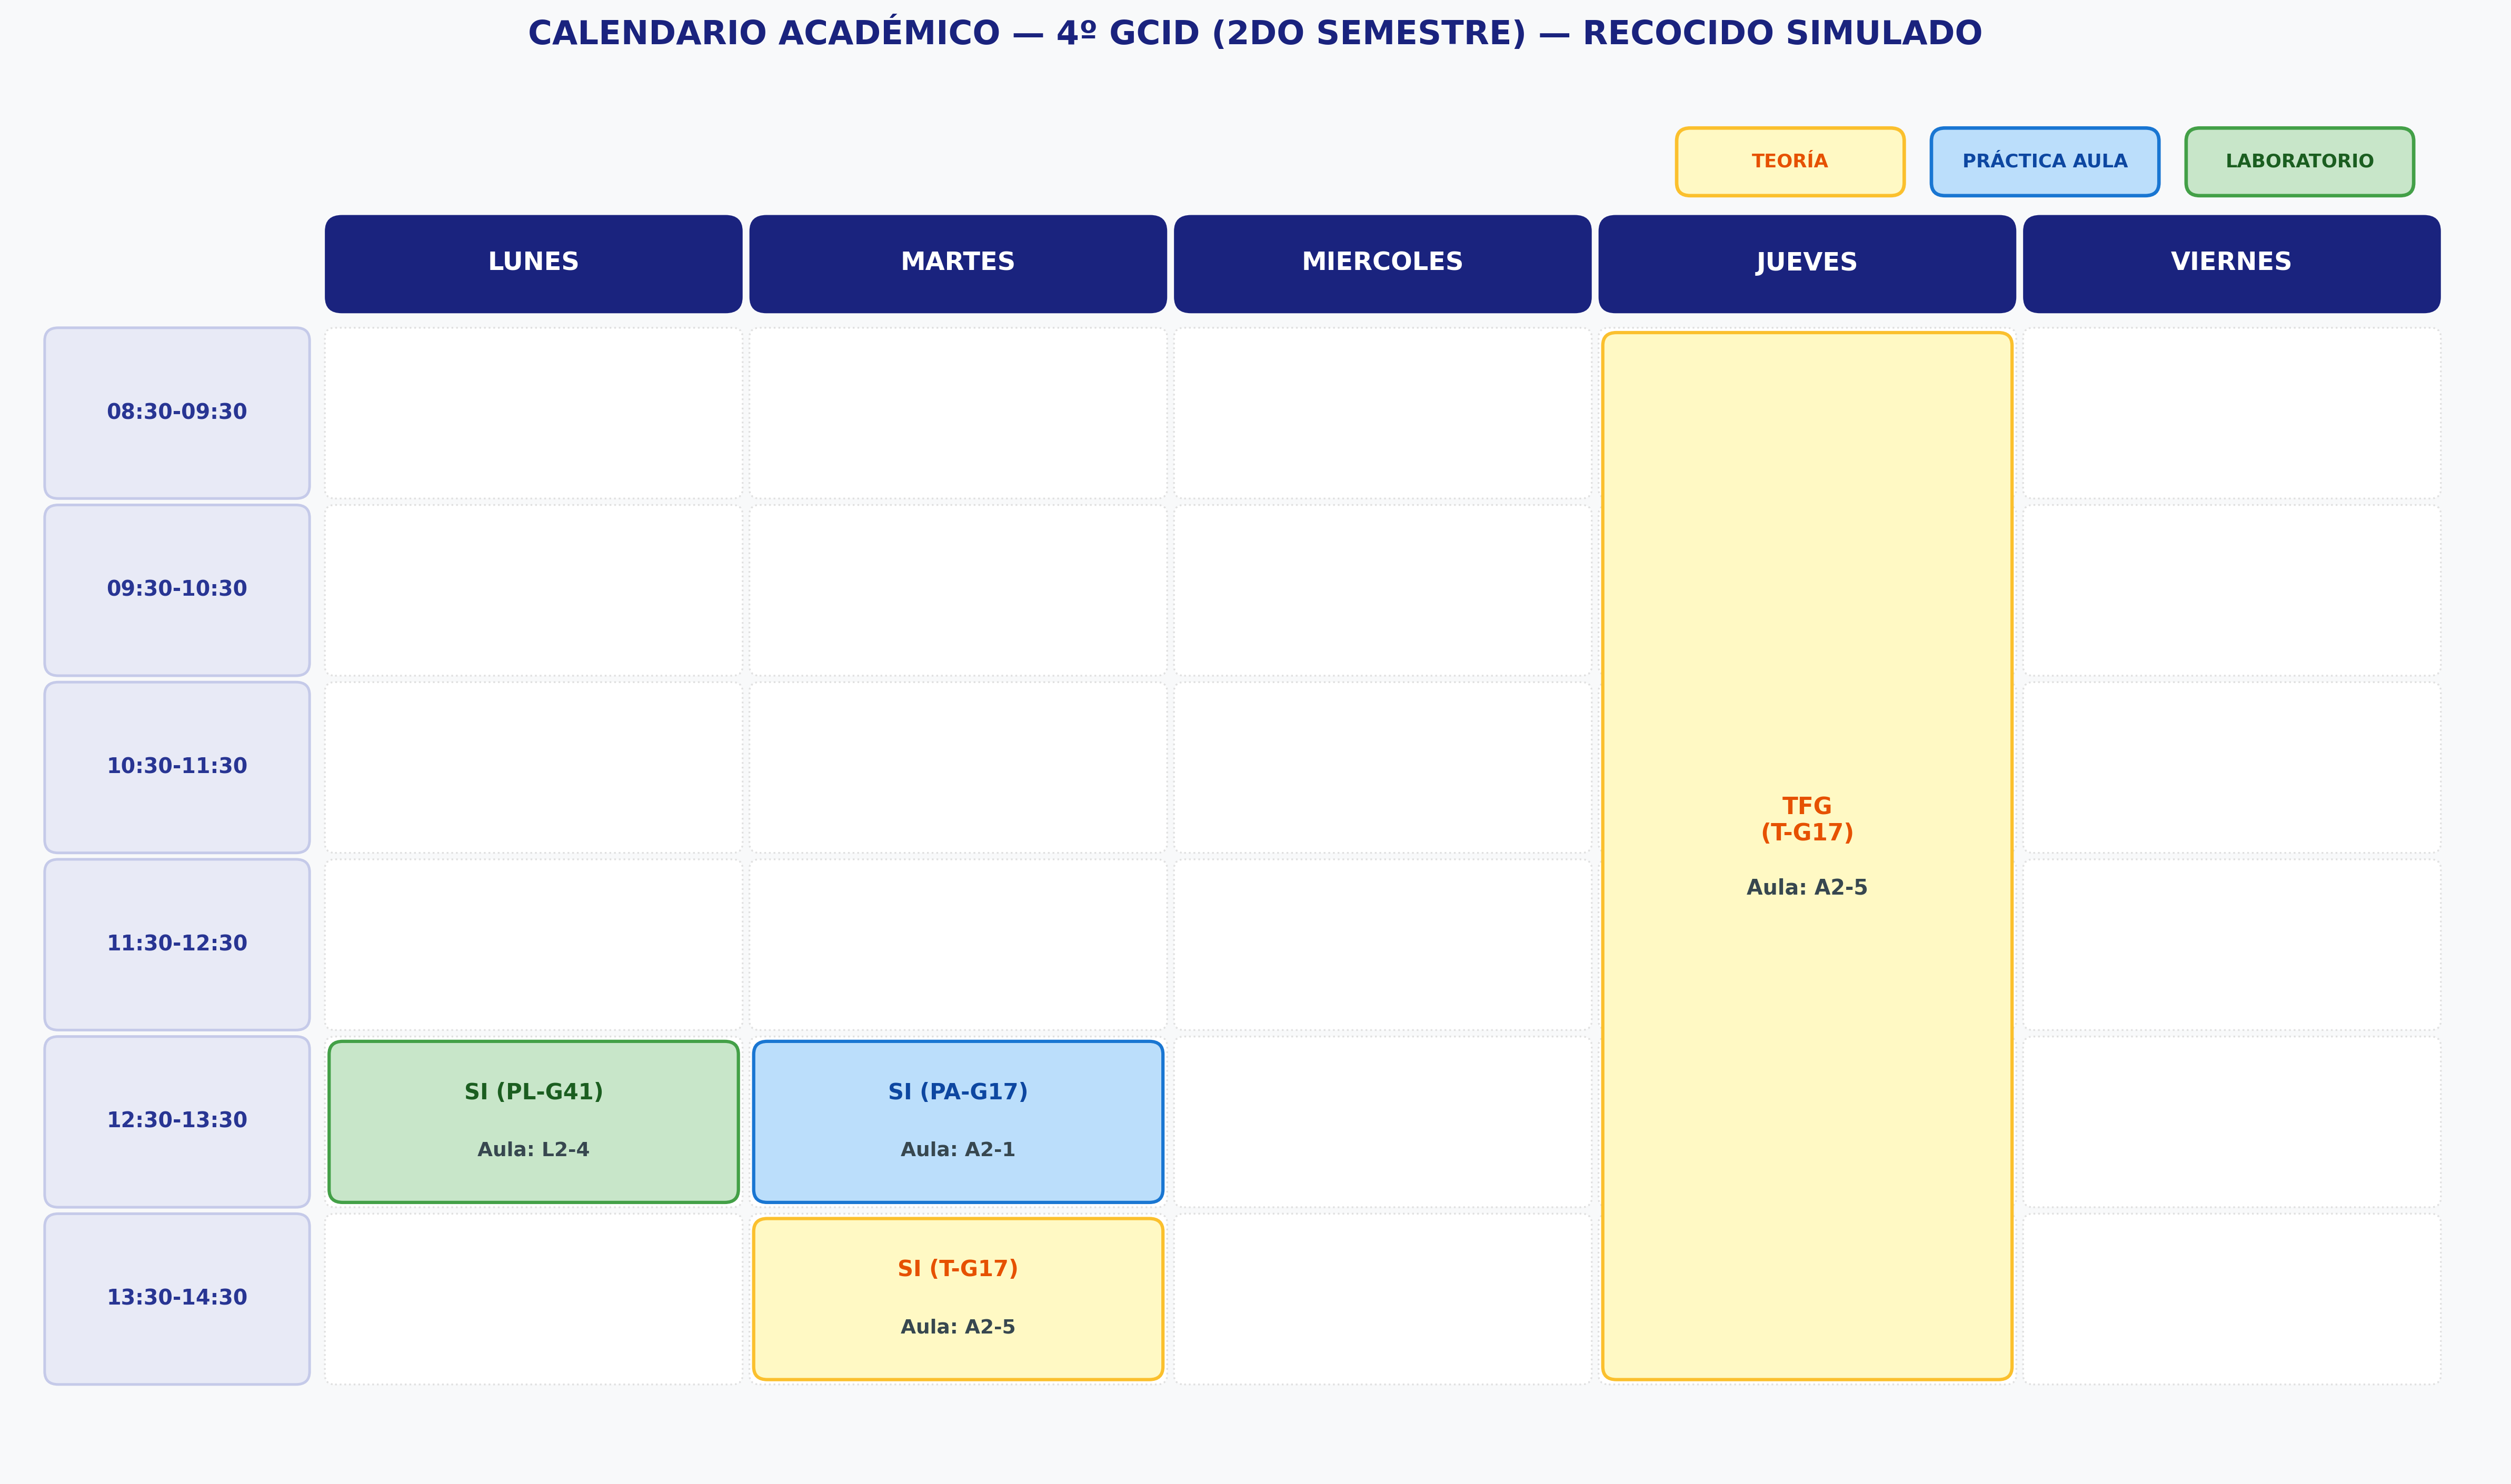 CALENDARIO ACADÉMICO — 4º GCID (2DO SEMESTRE) — RECOCIDO SIMULADO
TEORÍA
PRÁCTICA AULA
LABORATORIO
LUNES
MARTES
MIERCOLES
JUEVES
VIERNES
08:30-09:30
09:30-10:30
10:30-11:30
TFG
(T-G17)
Aula: A2-5
11:30-12:30
12:30-13:30
SI (PL-G41)
Aula: L2-4
SI (PA-G17)
Aula: A2-1
13:30-14:30
SI (T-G17)
Aula: A2-5